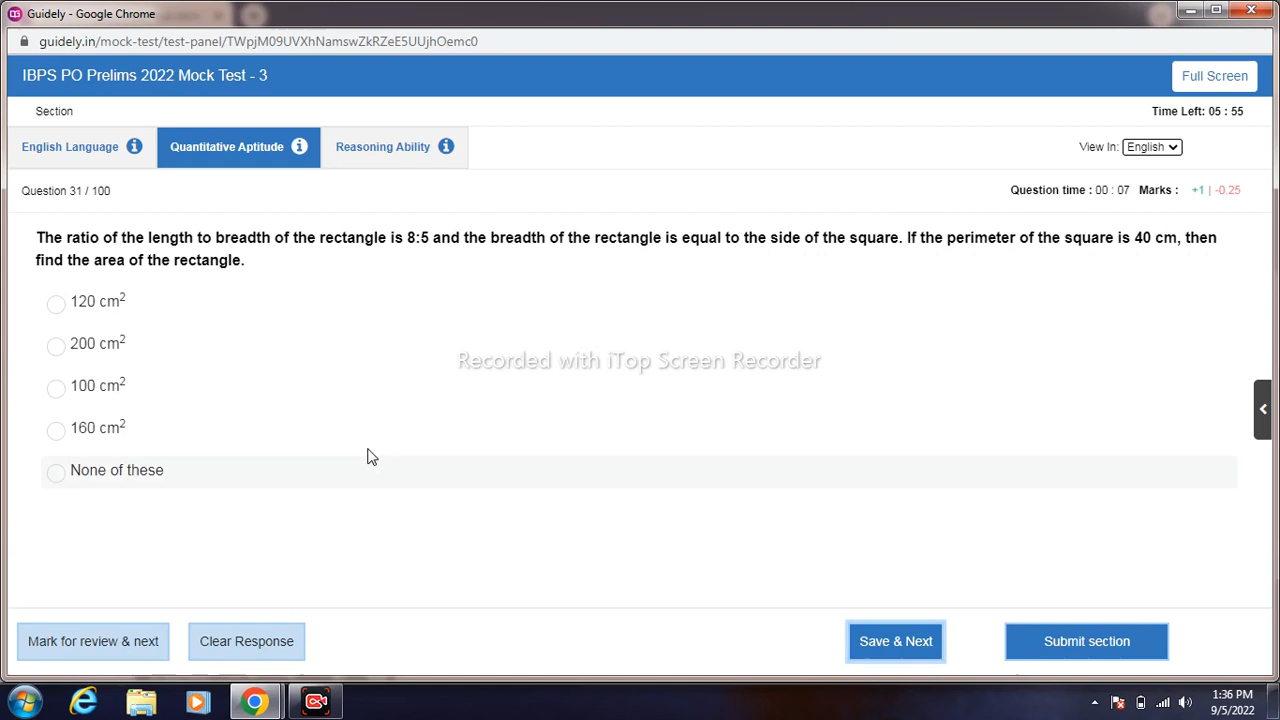 Guidely - Google Chrome
guidely.in/mock-test/test-panel/TWpjM09UVXhNamswZkRZeE5UUjhOemc0
IBPS PO Prelims 2022 Mock Test - 3
Full Screen
Section
Time Left: 05 : 55
English Language
Quantitative Aptitude
Reasoning Ability
View In: English
Question 31 / 100
Question time : 00 : 07 Marks : +1 | -0.25
The ratio of the length to breadth of the rectangle is 8:5 and the breadth of the rectangle is equal to the side of the square. If the perimeter of the square is 40 cm, then
find the area of the rectangle.
120 cm²
200 cm²
Recorded with iTop Screen Recorder
100 cm²
160 cm²
None of these
Mark for review & next
Clear Response
Save & Next
Submit section
1:36 PM
9/5/2022